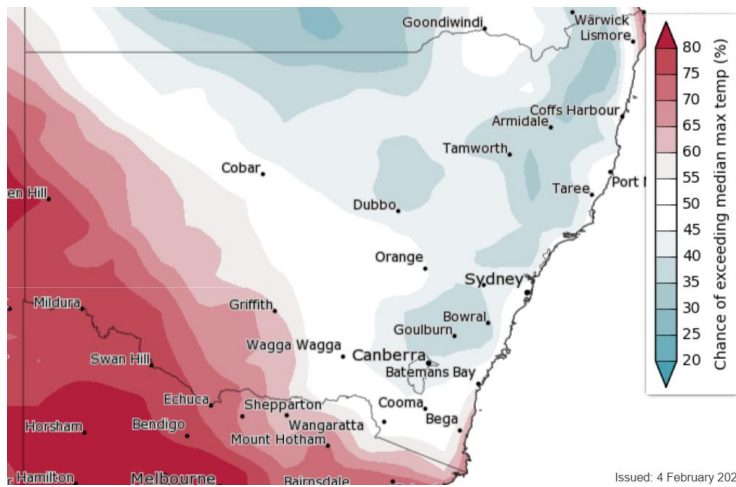 Goondiwindi
Warwick
Lismore
Coffs Harbour
Armidale
Tamworth
Cobar
Taree
Port
en Hill
Dubbo
Orange
Sydney
Mildura
Griffith
Bowral
Goulburn
Wagga Wagga
Canberra
Swan Hill
Batemans Bay
Echuca
Shepparton
Cooma
Bega
Horsham
Bendigo
Wangaratta
Mount Hotham
Hamilton
Melbourne
Bairnsdale
80
75
70
65
60
55
50
45
40
35
30
25
20
Chance of exceeding median max temp (%)
Issued: 4 February 202